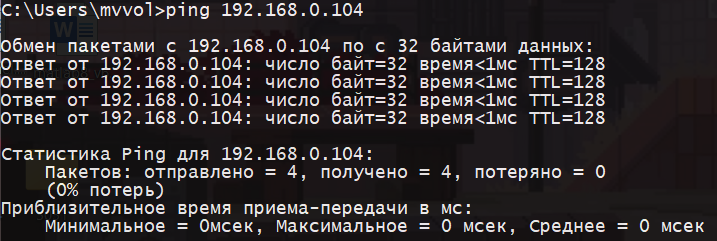 C:\Users\mvvol>ping 192.168.0.104
Обмен пакетами с 192.168.0.104 по с 32 байтами данных:
Ответ от 192.168.0.104: число байт=32 время<1мс TTL=128
Ответ от 192.168.0.104: число байт=32 время<1мс TTL=128
Ответ от 192.168.0.104: число байт=32 время<1мс TTL=128
Ответ от 192.168.0.104: число байт=32 время<1мс TTL=128
Статистика Ping для 192.168.0.104:
Пакетов: отправлено = 4, получено = 4, потеряно = 0
(0% потерь)
Приблизительное время приема-передачи в мс:
Минимальное = 0мсек, Максимальное = 0 мсек, Среднее = 0 мсек